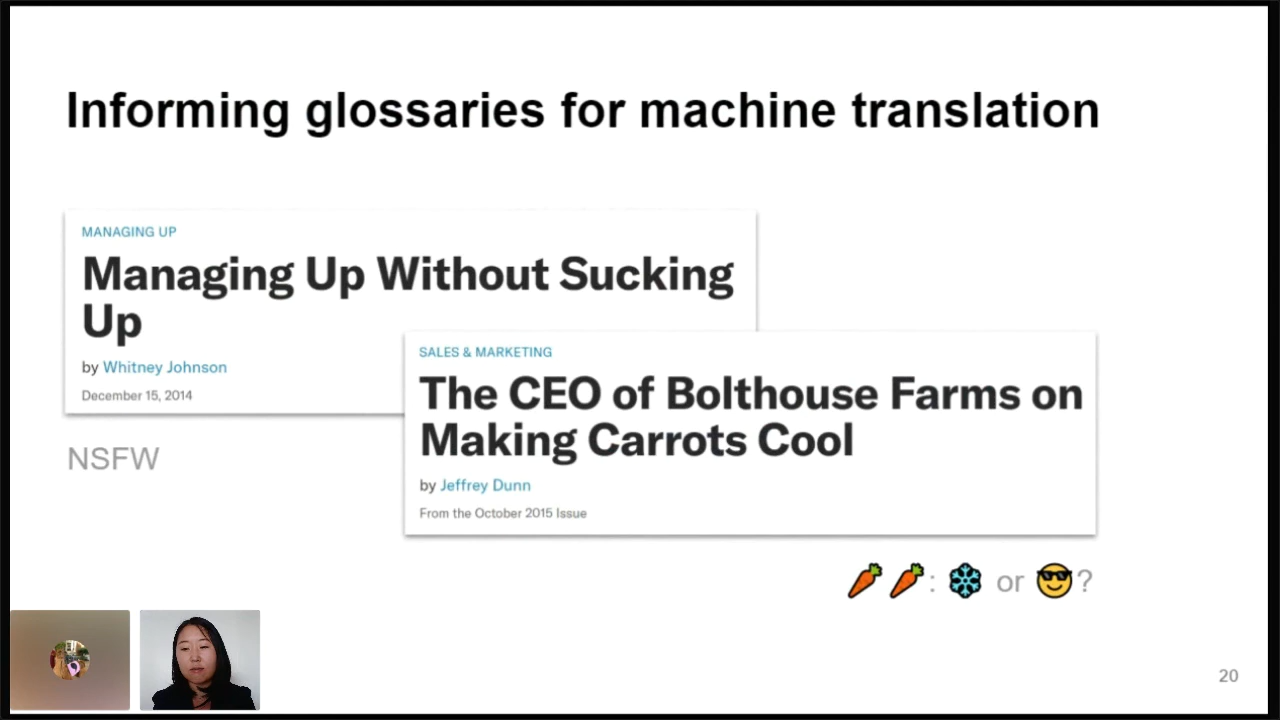 Informing glossaries for machine translation
MANAGING UP
Managing Up Without Sucking
Up
by Whitney Johnson
December 15, 2014
NSFW
SALES & MARKETING
The CEO of Bolthouse Farms on
Making Carrots Cool
by Jeffrey Dunn
From the October 2015 Issue
🥕 🥕: ❄️ or 😎?
20